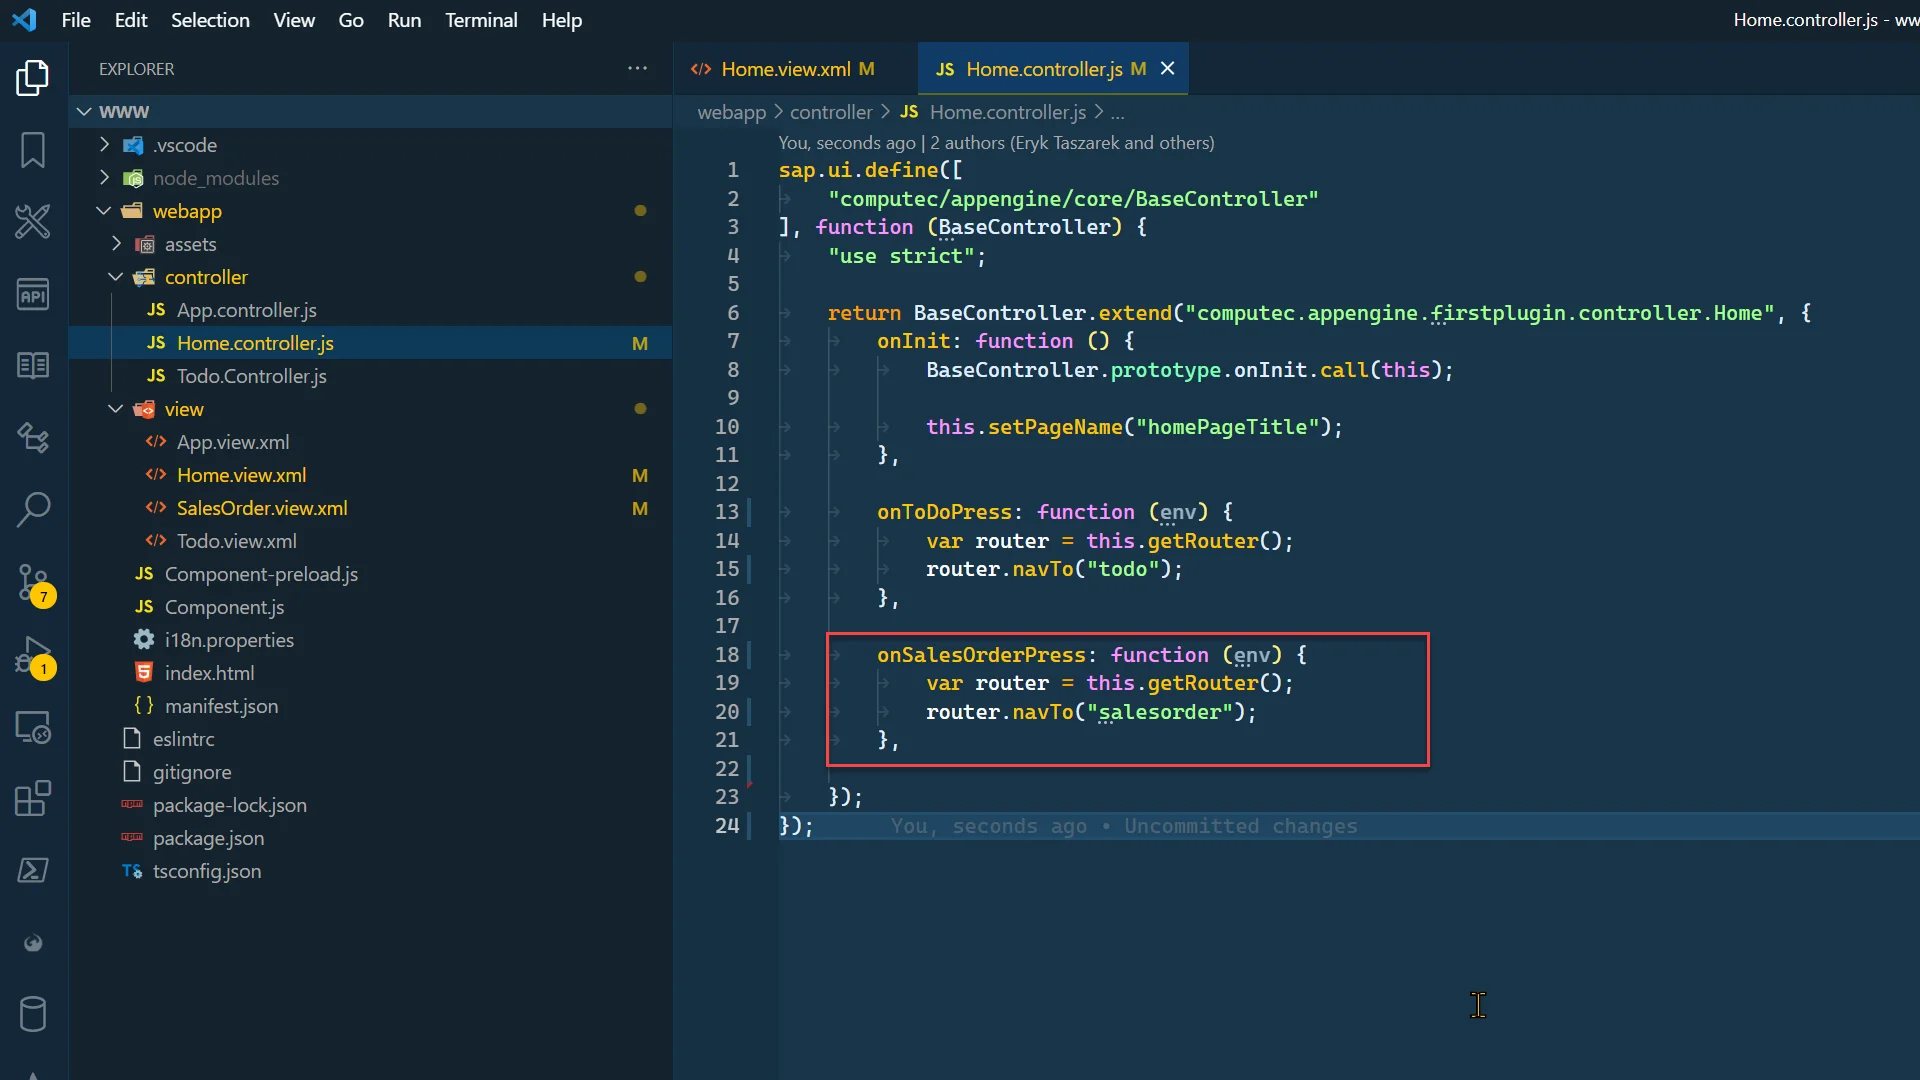 File Edit Selection View Go Run Terminal Help
Home.controller.js - ww
EXPLORER
WWW
.vscode
node_modules
webapp
assets
controller
JS App.controller.js
JS Home.controller.js M
JS Todo.Controller.js
view
App.view.xml
Home.view.xml M
SalesOrder.view.xml M
Todo.view.xml
JS Component-preload.js
JS Component.js
i18n.properties
index.html
{ } manifest.json
eslintrc
gitignore
package-lock.json
package.json
TS tsconfig.json
API
7
1
Home.view.xml M
JS Home.controller.js M
webapp > controller > JS Home.controller.js > ...
You, seconds ago | 2 authors (Eryk Taszarek and others)
1 sap.ui.define([
2 "computec/appengine/core/BaseController"
3 ], function (BaseController) {
4 "use strict";
5
6 return BaseController.extend("computec.appengine.firstplugin.controller.Home", {
7 onInit: function () {
8 BaseController.prototype.onInit.call(this);
9
10 this.setPageName("homePageTitle");
11 },
12
13 onToDoPress: function (env) {
14 var router = this.getRouter();
15 router.navTo("todo");
16 },
17
18 onSalesOrderPress: function (env) {
19 var router = this.getRouter();
20 router.navTo("salesorder");
21 },
22
23 });
24 }); You, seconds ago • Uncommitted changes